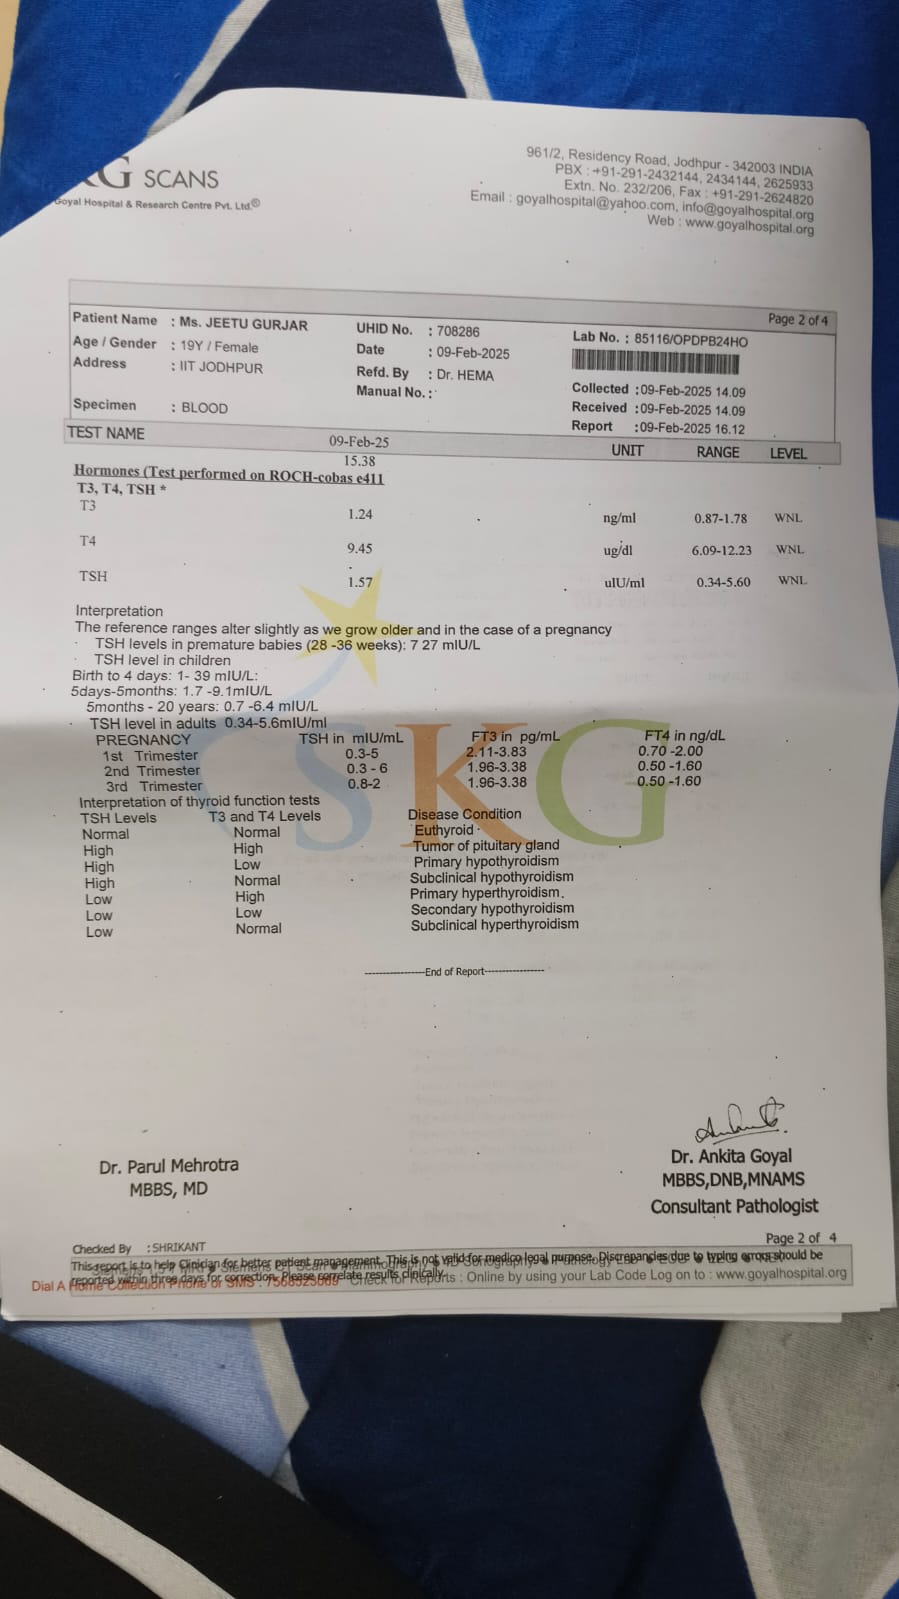 G SCANS
Goyal Hospital & Research Centre Pvt. Ltd.®
961/2, Residency Road, Jodhpur - 342003 INDIA
PBX : +91-291-2432144, 2434144, 2625933
Extn. No. 232/206, Fax : +91-291-2624820
Email : goyalhospital@yahoo.com, info@goyalhospital.org
Web : www.goyalhospital.org
Page 2 of 4
Patient Name : Ms. JEETU GURJAR UHID No. : 708286 Lab No. : 85116/OPDPB24HO
Age / Gender : 19Y / Female Date : 09-Feb-2025
Address : IIT JODHPUR Refd. By : Dr. HEMA
Manual No. : Collected :09-Feb-2025 14.09
Specimen : BLOOD Received :09-Feb-2025 14.09
Report :09-Feb-2025 16.12
TEST NAME 09-Feb-25 UNIT RANGE LEVEL
15.38
Hormones (Test performed on ROCH-cobas e411
T3, T4, TSH *
T3 1.24 ng/ml 0.87-1.78 WNL
T4 9.45 ug/dl 6.09-12.23 WNL
TSH 1.57 uIU/ml 0.34-5.60 WNL
Interpretation
The reference ranges alter slightly as we grow older and in the case of a pregnancy
TSH levels in premature babies (28 -36 weeks): 7 27 mIU/L
TSH level in children
Birth to 4 days: 1- 39 mIU/L:
5days-5months: 1.7 -9.1mIU/L
5months - 20 years: 0.7 -6.4 mIU/L
TSH level in adults 0.34-5.6mIU/ml
PREGNANCY TSH in mIU/mL FT3 in pg/mL FT4 in ng/dL
1st Trimester 0.3-5 2.11-3.83 0.70 -2.00
2nd Trimester 0.3 - 6 1.96-3.38 0.50 -1.60
3rd Trimester 0.8-2 1.96-3.38 0.50 -1.60
Interpretation of thyroid function tests
TSH Levels T3 and T4 Levels Disease Condition
Normal Normal Euthyroid
High High Tumor of pituitary gland
High Low Primary hypothyroidism
High Normal Subclinical hypothyroidism
Low High Primary hyperthyroidism.
Low Low Secondary hypothyroidism
Low Normal Subclinical hyperthyroidism
SKG
-----------------End of Report-----------------
Dr. Parul Mehrotra
MBBS, MD
Dr. Ankita Goyal
MBBS,DNB,MNAMS
Consultant Pathologist
Page 2 of 4
Checked By :SHRIKANT
This report is to help Clinician for better patient management. This is not valid for medico legal purpose. Discrepancies due to typing errors should be
reported within three days for correction. Please correlate results clinically.
Dial A Home Collection Phone or SMS : Check for Reports : Online by using your Lab Code Log on to : www.goyalhospital.org